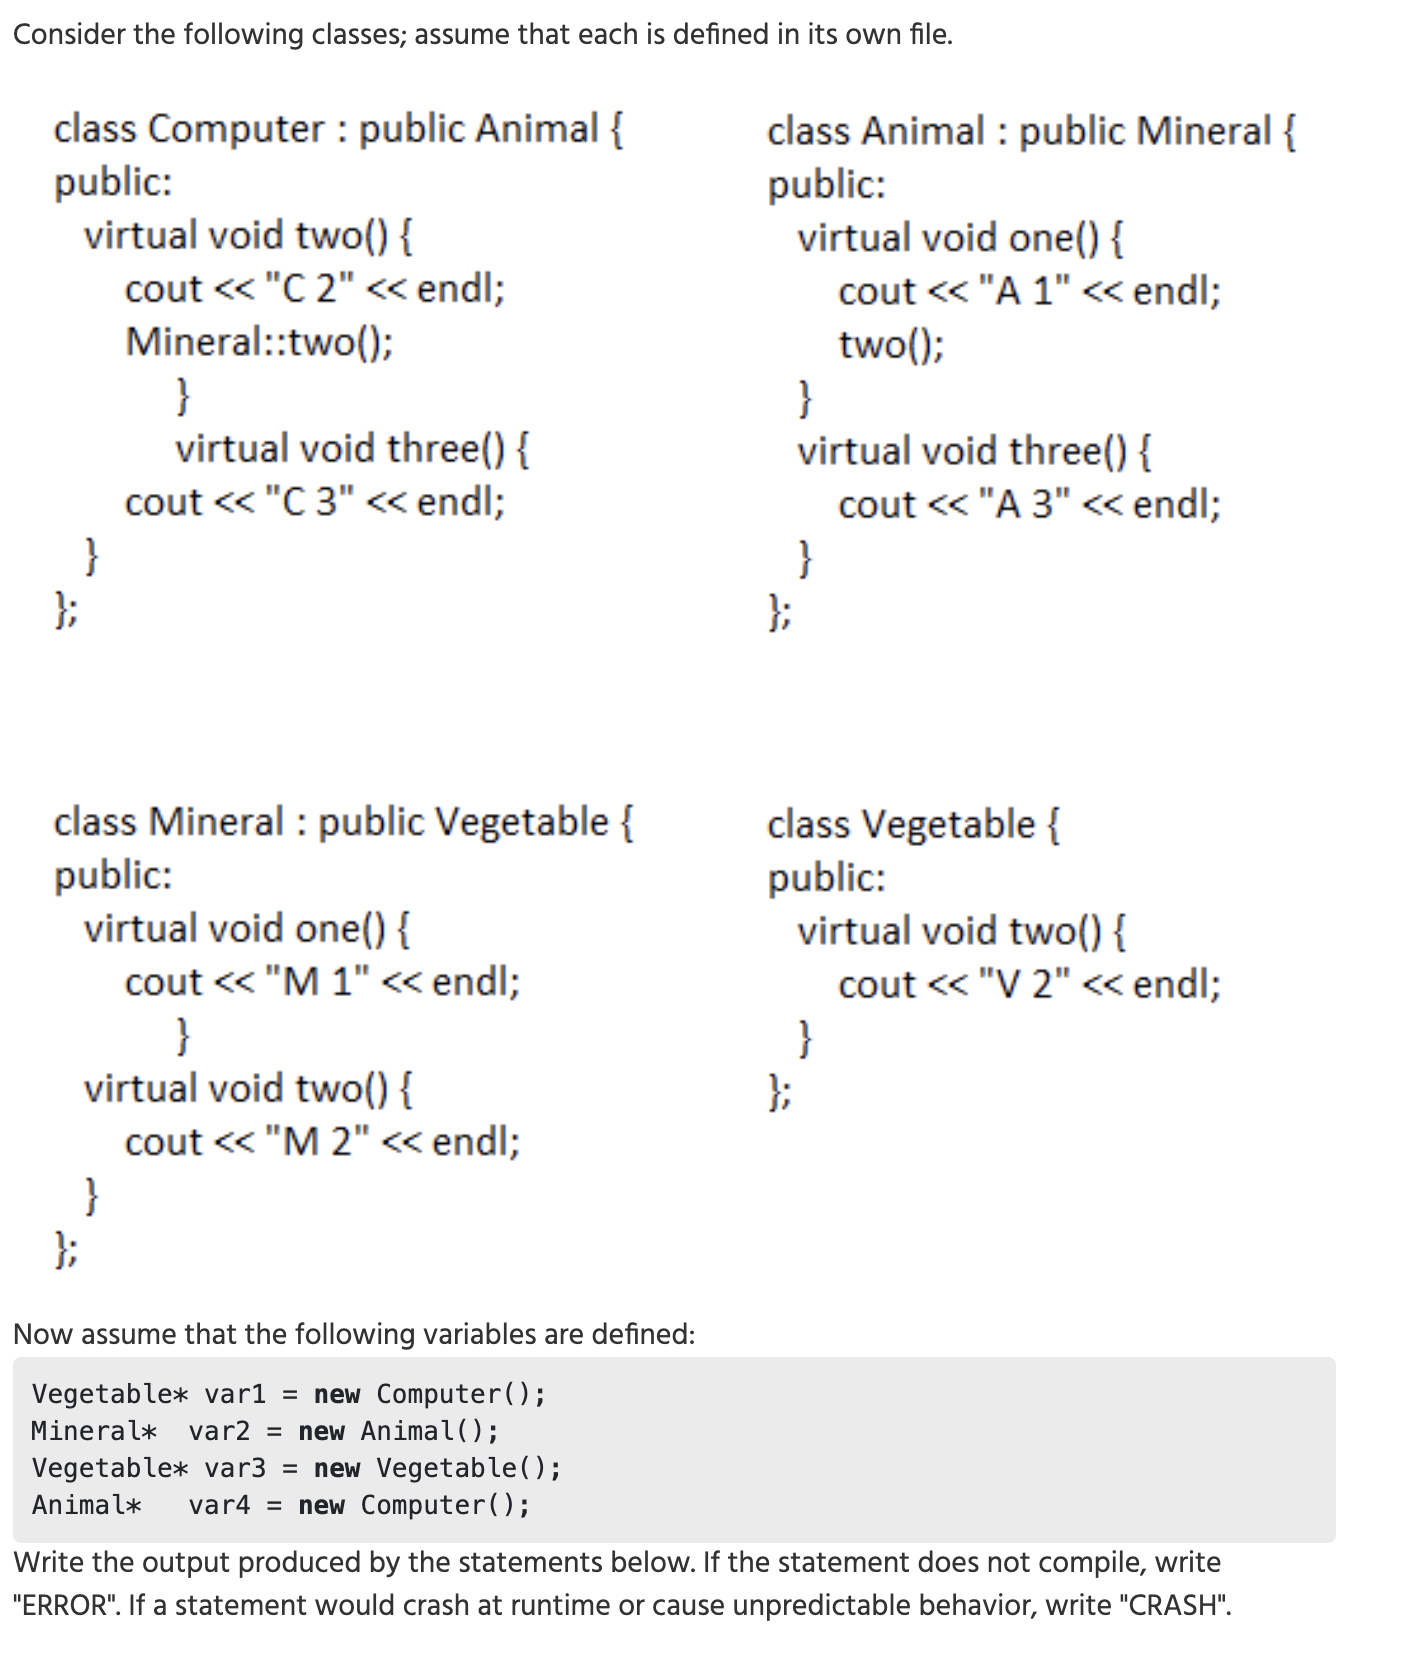 Consider the following classes; assume that each is defined in its own file.
class Computer : public Animal {
public:
virtual void two() {
cout << "C 2" << endl;
Mineral::two();
}
virtual void three() {
cout << "C 3" << endl;
}
};
class Animal : public Mineral {
public:
virtual void one() {
cout << "A 1" << endl;
two();
}
virtual void three() {
cout << "A 3" << endl;
}
};
class Mineral : public Vegetable {
public:
virtual void one() {
cout << "M 1" << endl;
}
virtual void two() {
cout << "M 2" << endl;
}
};
class Vegetable {
public:
virtual void two() {
cout << "V 2" << endl;
}
};
Now assume that the following variables are defined:
Vegetable* var1 = new Computer();
Mineral*  var2 = new Animal();
Vegetable* var3 = new Vegetable();
Animal*   var4 = new Computer();
Write the output produced by the statements below. If the statement does not compile, write
"ERROR". If a statement would crash at runtime or cause unpredictable behavior, write "CRASH".